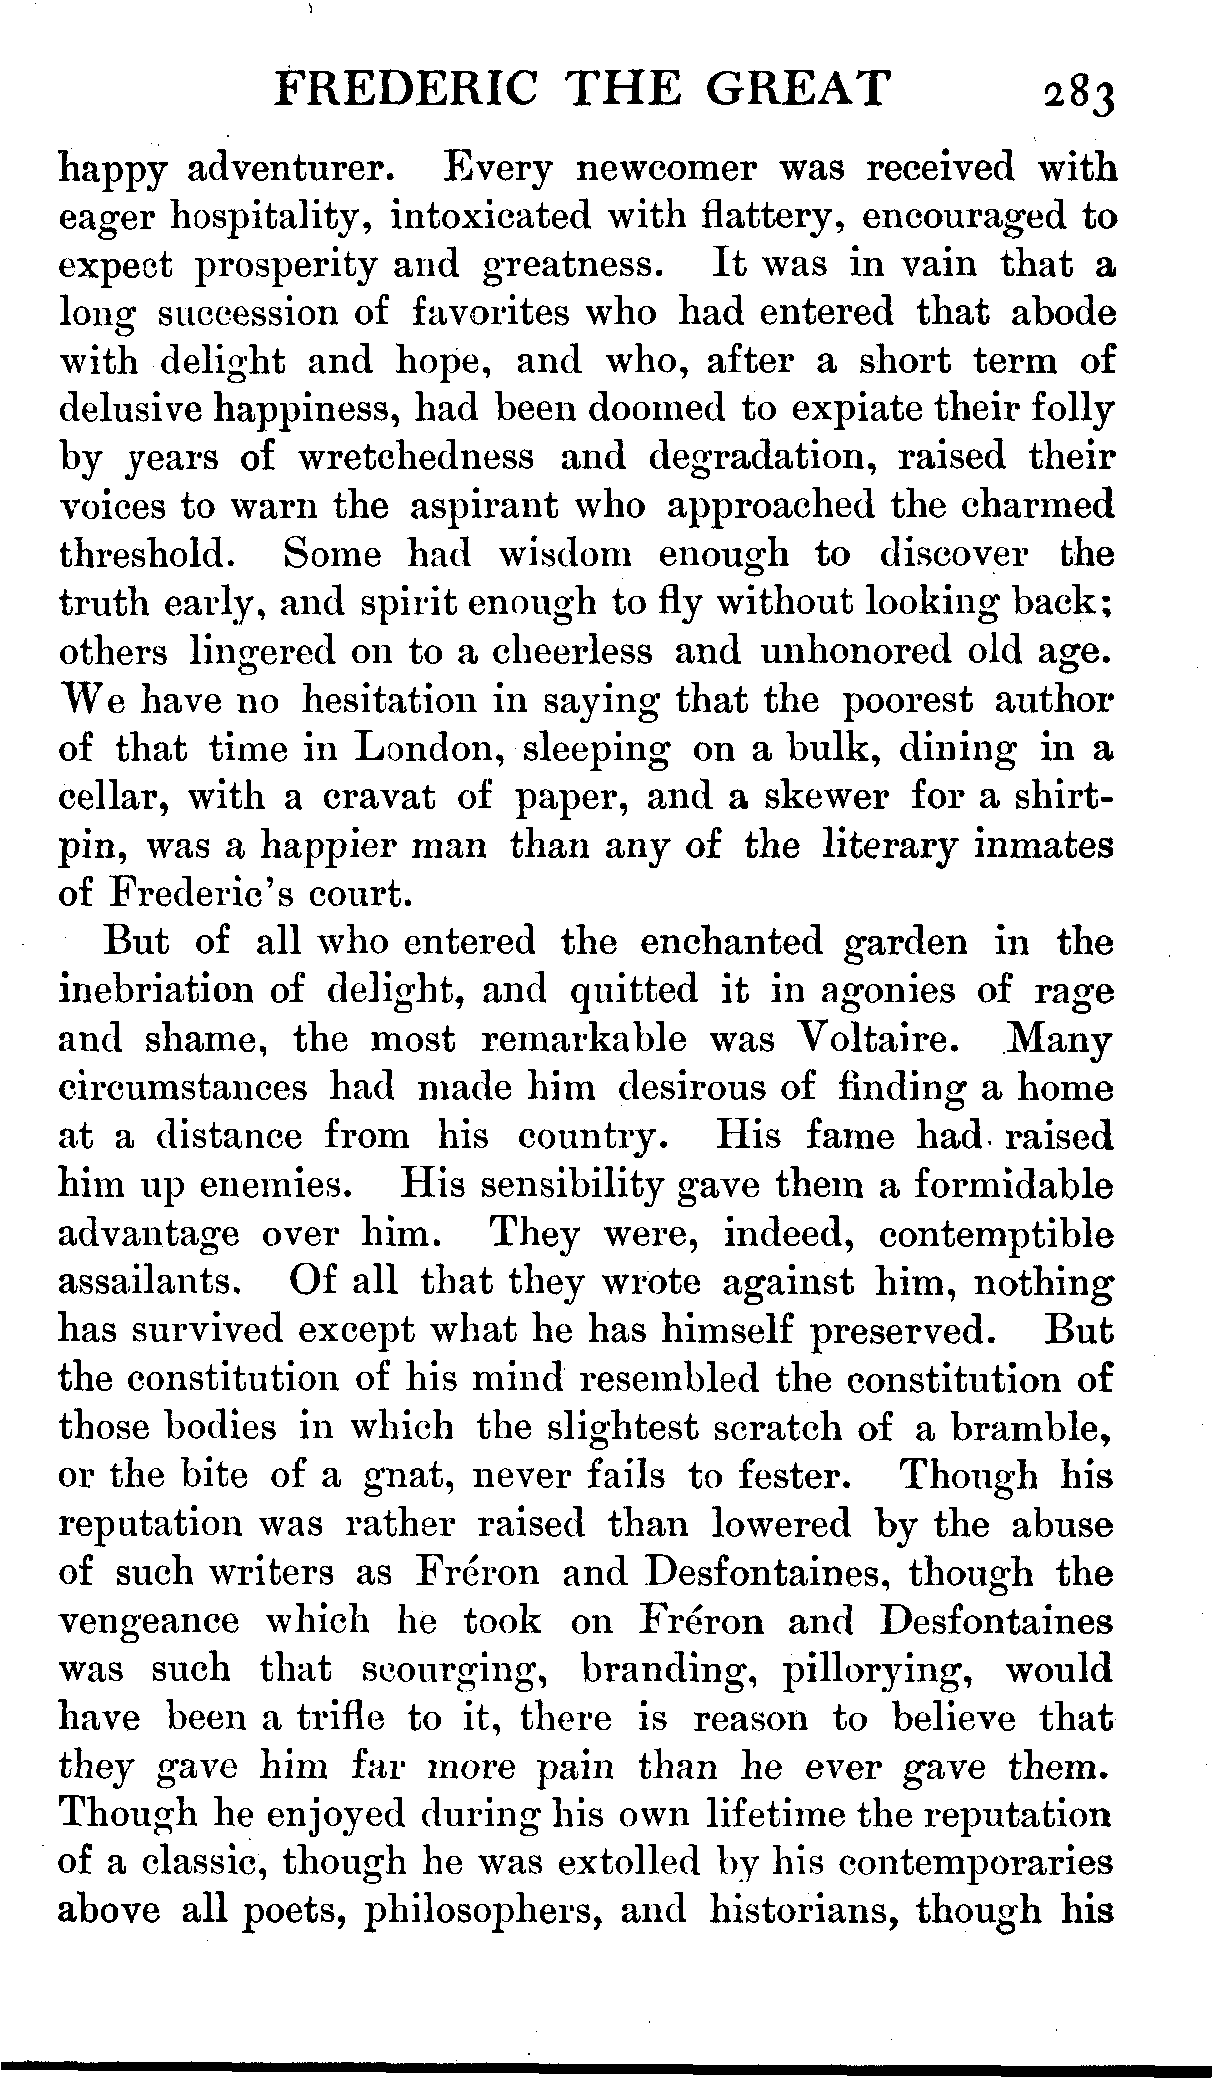 FREDERIC THE GREAT 283
happy adventurer. Every newcomer was received with
eager hospitality, intoxicated with flattery, encouraged to
expect prosperity and greatness. It was in vain that a
long succession of favorites who had entered that abode
with delight and hope, and who, after a short term of
delusive happiness, had been doomed to expiate their folly
by years of wretchedness and degradation, raised their
voices to warn the aspirant who approached the charmed
threshold. Some had wisdom enough to discover the
truth early, and spirit enough to fly without looking back;
others lingered on to a cheerless and unhonored old age.
We have no hesitation in saying that the poorest author
of that time in London, sleeping on a bulk, dining in a
cellar, with a cravat of paper, and a skewer for a shirt-
pin, was a happier man than any of the literary inmates
of Frederic's court.
But of all who entered the enchanted garden in the
inebriation of delight, and quitted it in agonies of rage
and shame, the most remarkable was Voltaire. Many
circumstances had made him desirous of finding a home
at a distance from his country. His fame had raised
him up enemies. His sensibility gave them a formidable
advantage over him. They were, indeed, contemptible
assailants. Of all that they wrote against him, nothing
has survived except what he has himself preserved. But
the constitution of his mind resembled the constitution of
those bodies in which the slightest scratch of a bramble,
or the bite of a gnat, never fails to fester. Though his
reputation was rather raised than lowered by the abuse
of such writers as Fréron and Desfontaines, though the
vengeance which he took on Fréron and Desfontaines
was such that scourging, branding, pillorying, would
have been a trifle to it, there is reason to believe that
they gave him far more pain than he ever gave them.
Though he enjoyed during his own lifetime the reputation
of a classic, though he was extolled by his contemporaries
above all poets, philosophers, and historians, though his